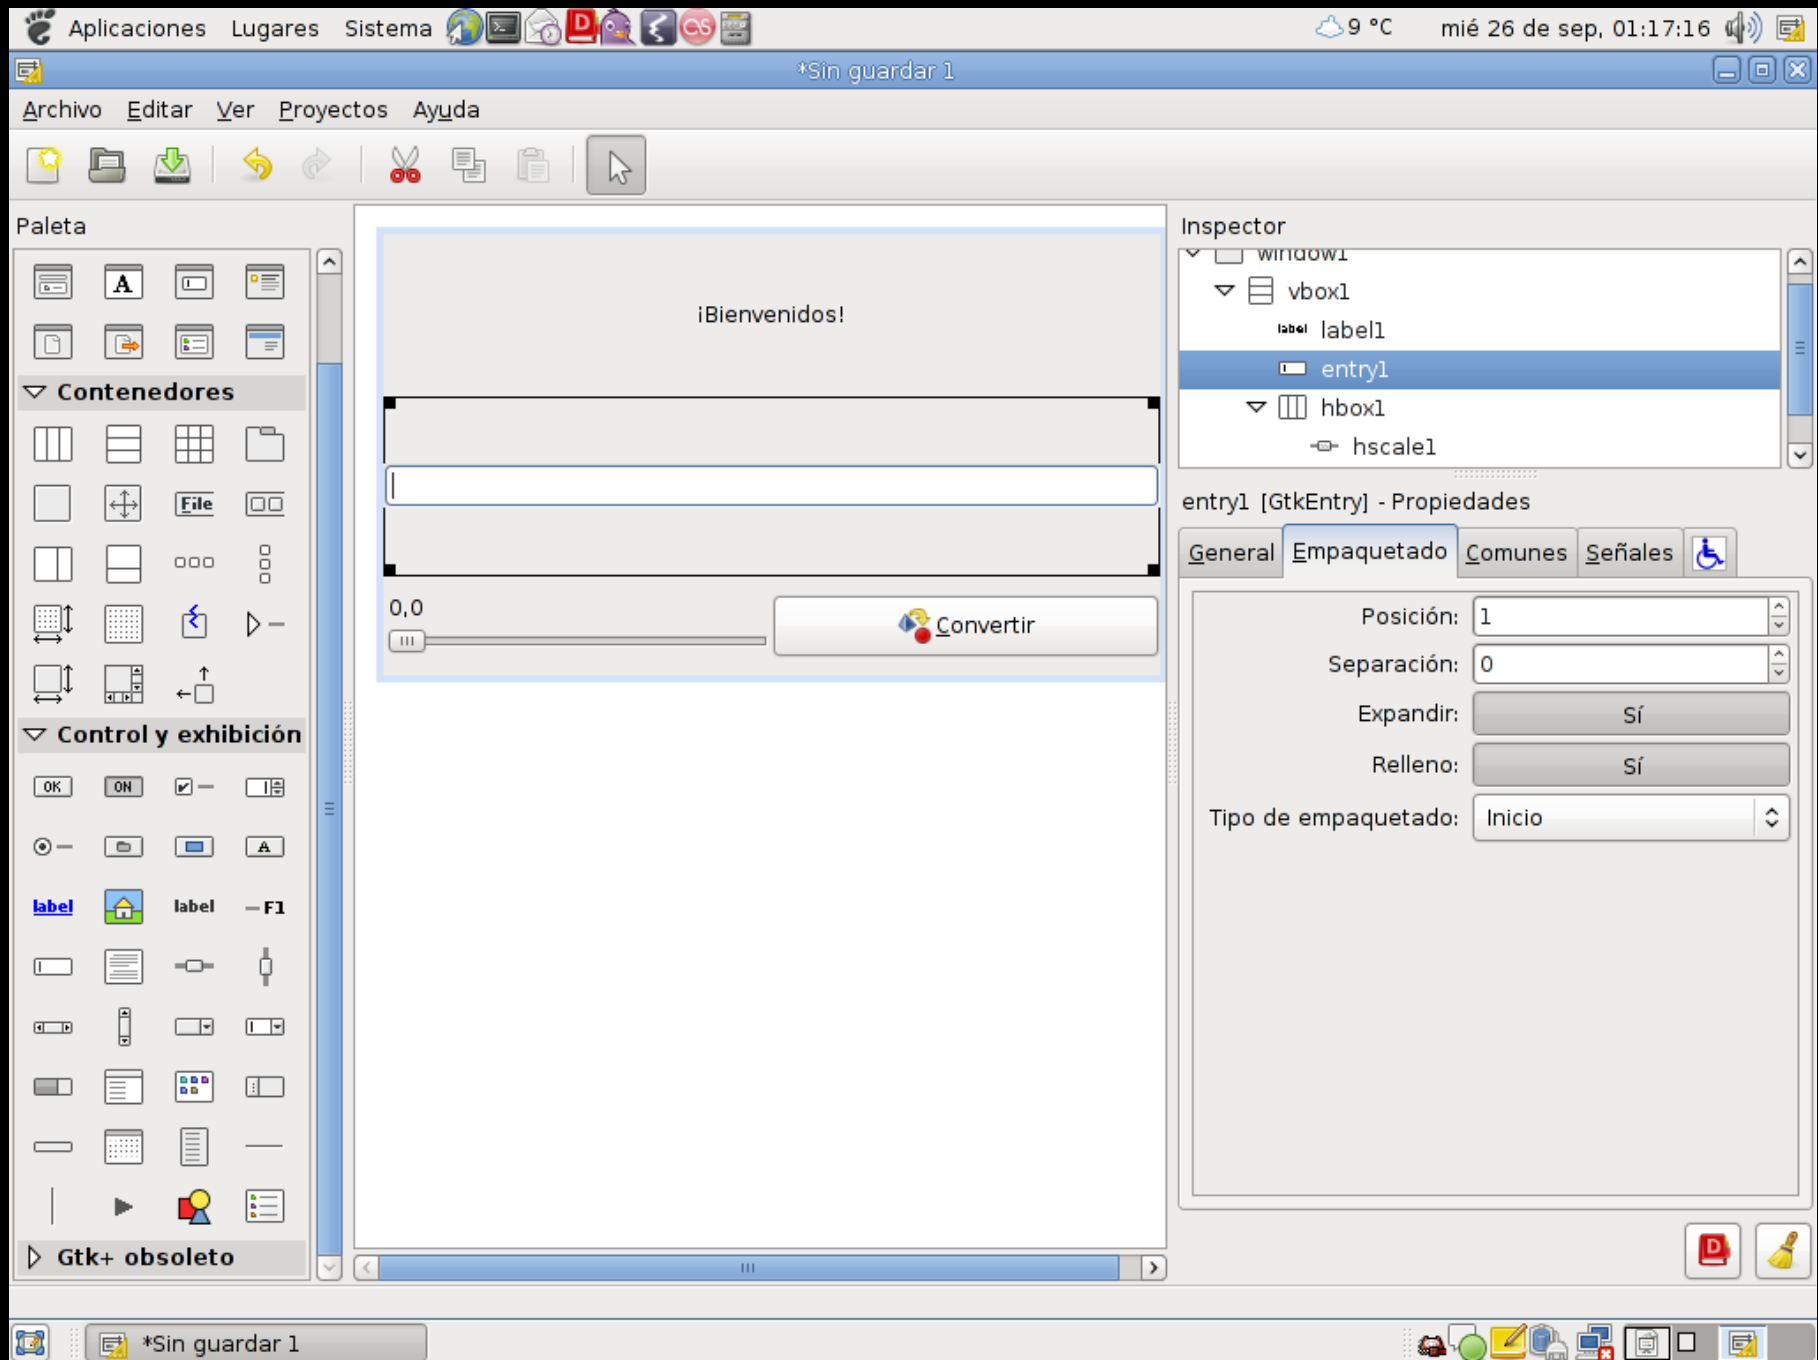 Aplicaciones Lugares Sistema D 9 °C mié 26 de sep, 01:17:16
*Sin guardar 1
Archivo Editar Ver Proyectos Ayuda
Paleta
A
Contenedores
File
Control y exhibición
OK ON
A
label label F1
Gtk+ obsoleto
¡Bienvenidos!
0,0
Convertir
Inspector
window1
vbox1
label label1
entry1
hbox1
hscale1
entry1 [GtkEntry] - Propiedades
General Empaquetado Comunes Señales
Posición: 1
Separación: 0
Expandir: Sí
Relleno: Sí
Tipo de empaquetado: Inicio
D
*Sin guardar 1